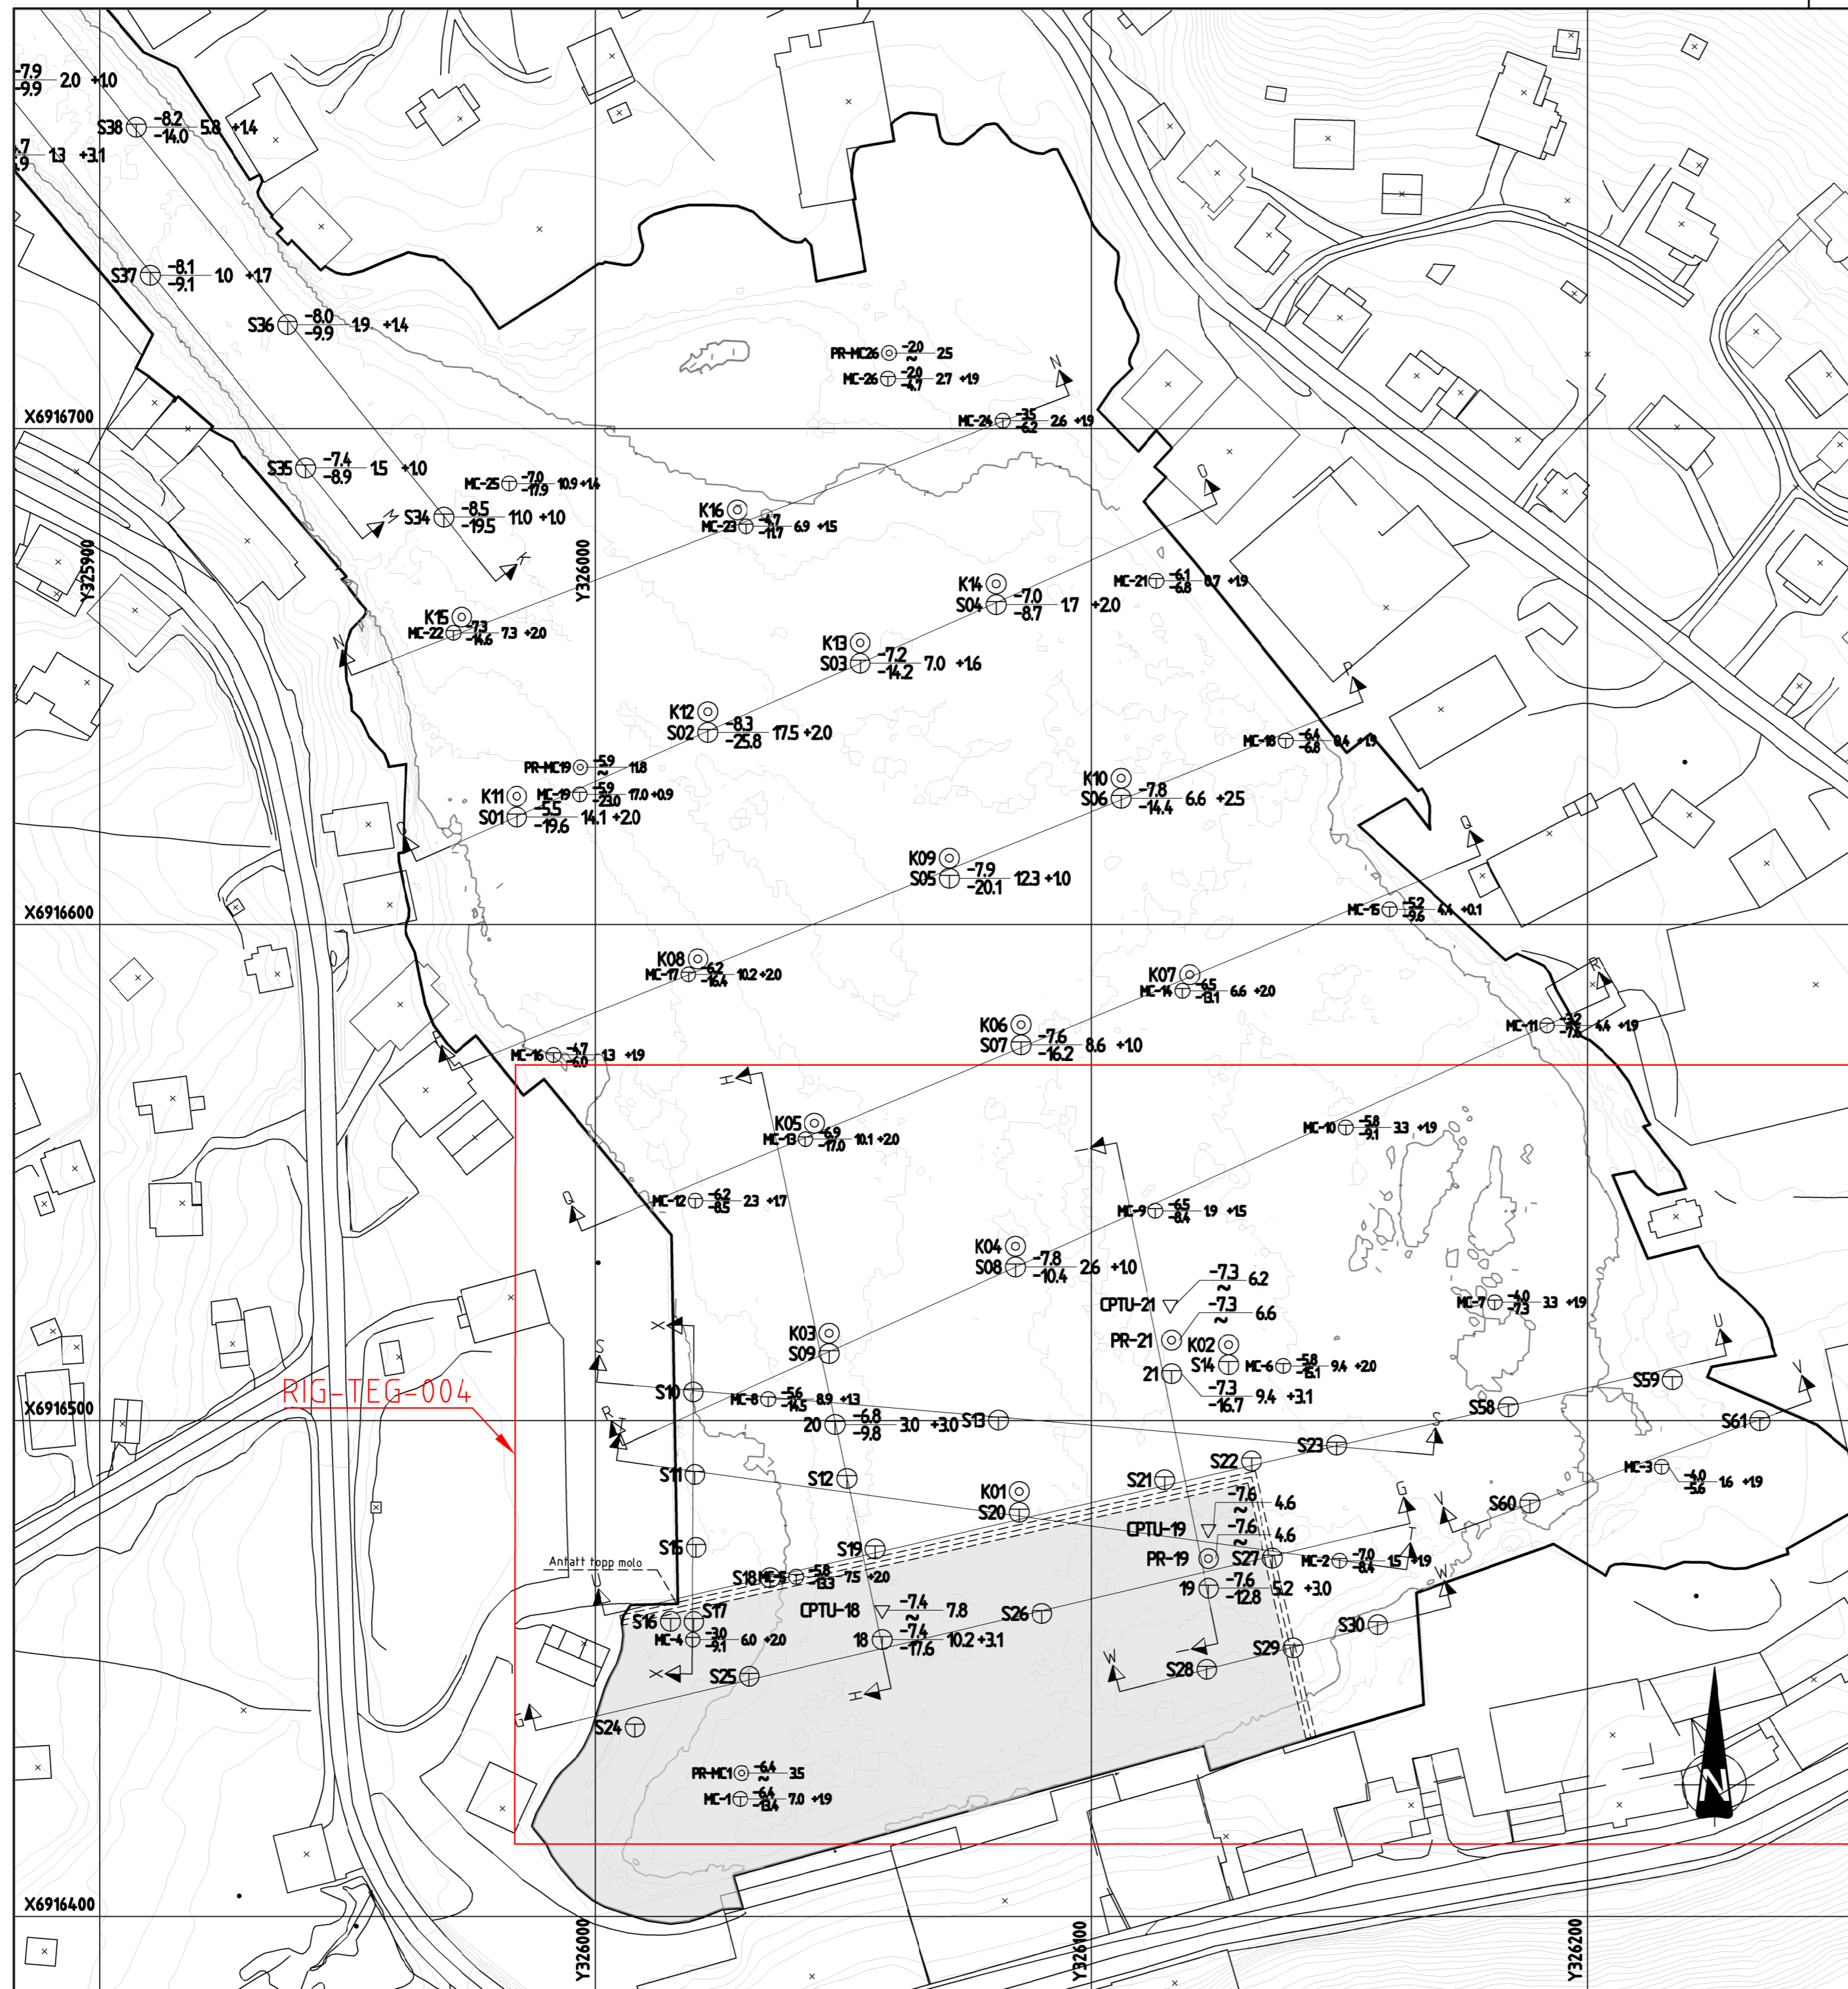 -7.9
-9.9 2.0 +1.0
S38 -8.2 5.8 +1.4
-14.0
1.3 +3.1
S37 -8.1 1.0 +1.7
-9.1
S36 -8.0 1.9 +1.4
-9.9
PR-MC26 -2.0 2.5
~
MC-26 -2.0 2.7 +1.9
-4.7
N
MC-24 -3.5 2.6 +1.9
-6.2
X6916700
S35 -7.4 1.5 +1.0
-8.9
MC-25 -7.0 10.9 +1.4
-17.9
O
M
S34 -8.5 11.0 +1.0
-19.5
K16
MC-23 -4.7 6.9 +1.5
-11.7
Y325900
Y326000
K
K14
S04 -7.0 1.7 +2.0
-8.7
MC-21 -6.1 0.7 +1.9
-6.8
K15
MC-22 -7.3 7.3 +2.0
-14.6
N
K13
S03 -7.2 7.0 +1.6
-14.2
P
K12
S02 -8.3 17.5 +2.0
-25.8
MC-18 -6.4 0.4 +1.9
-6.8
PR-MC19 -5.9 11.8
~
MC-19 -5.9 17.0 +0.9
-23.0
K11
S01 -5.5 14.1 +2.0
-19.6
K10
S06 -7.8 6.6 +2.5
-14.4
O
Q
K09
S05 -7.9 12.3 +1.0
-20.1
X6916600
MC-15 -5.2 4.4 +0.1
-9.6
K08
MC-17 -6.2 10.2 +2.0
-16.4
K07
MC-14 -6.5 6.6 +2.0
-13.1
R
K06
S07 -7.6 8.6 +1.0
-16.2
MC-11 -3.2 4.4 +1.9
-7.6
P
MC-16 -4.7 1.3 +1.9
-6.0
H
K05
MC-13 -6.9 10.1 +2.0
-17.0
MC-10 -5.8 3.3 +1.9
-9.1
I
MC-12 -6.2 2.3 +1.7
-8.5
Q
MC-9 -6.5 1.9 +1.5
-8.4
K04
S08 -7.8 2.6 +1.0
-10.4
-7.3 6.2
~
CPTU-21
-7.3 6.6
~
MC-7 -4.0 3.3 +1.9
-7.3
X
K03
S09
PR-21
K02
S14 MC-6 -5.8 9.4 +2.0
-15.1
U
S
21
-7.3 9.4 +3.1
-16.7
S59
V
RIG-TEG-004
S10
MC-8 -5.6 8.9 +1.3
-14.5
S58
X6916500
R
T
20 -6.8 3.0 +3.0
-9.8
S13
S
S61
S23
S22
S11
S12
S21
MC-3 -4.0 1.6 +1.9
-5.6
K01
S20
-7.6 4.6
~
G
V
S60
CPTU-19 -7.6 4.6
~
T
S15
S19
PR-19
S27
MC-2 -7.0 1.5 +1.9
-8.4
Antatt topp molo
S18 MC-5 -5.8 7.5 +2.0
-13.3
19 -7.6 5.2 +3.0
-12.8
W
U
CPTU-18 -7.4 7.8
~
S16
S17
S26
S30
MC-4 -3.0 6.0 +2.0
-9.1
18 -7.4 10.2 +3.1
-17.6
I
S29
X
S25
W
S28
H
G
S24
PR-MC1 -6.4 3.5
~
MC-1 -6.4 7.0 +1.9
-13.4
N
X6916400
Y326000
Y326100
Y326200